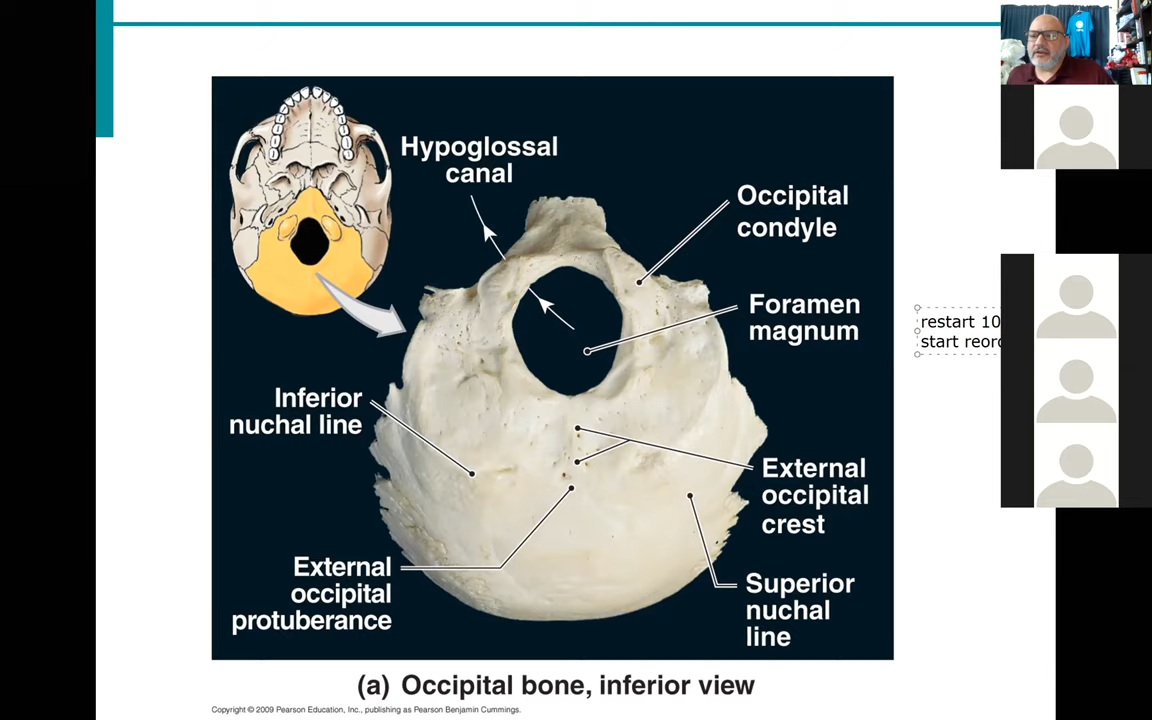 Hypoglossal
canal
Occipital
condyle
Foramen
magnum
restart 10
start
Inferior
nuchal line
External
occipital
crest
External
occipital
protuberance
Superior
nuchal
line
(a) Occipital bone, inferior view
Copyright © 2009 Pearson Education, Inc., publishing as Pearson Benjamin Cummings.